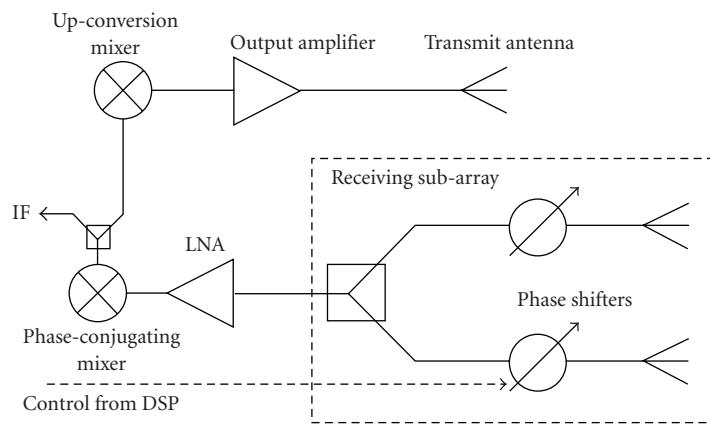 Up-conversion
mixer
Output amplifier
Transmit antenna
Receiving sub-array
IF
LNA
Phase shifters
Phase-conjugating
mixer
Control from DSP